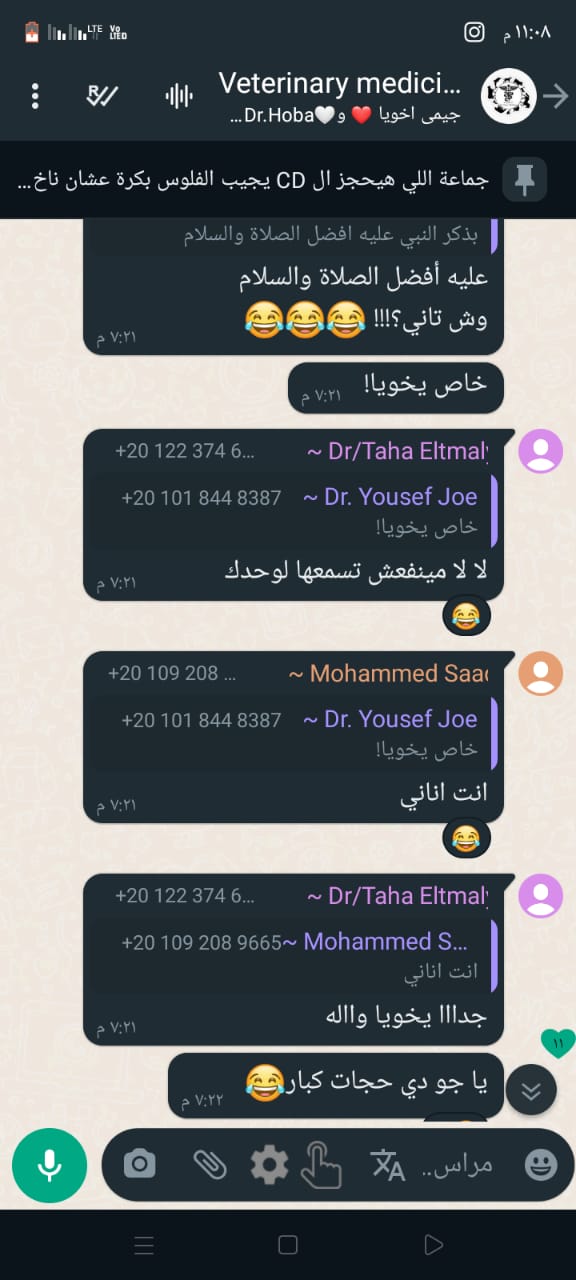 ١١:٠٨ م
LTE Vo LTED
Veterinary medici...
جيمى اخويا ❤️ و🤍Dr.Hoba...
جماعة اللي هيحجز ال CD يجيب الفلوس بكرة عشان ناخ...
بذكر النبي عليه افضل الصلاة والسلام
عليه أفضل الصلاة والسلام
وش تاني؟!!! 😂😂😂
٧:٢١ م
خاص يخويا!
٧:٢١ م
~ Dr/Taha Eltmaly +20 122 374 6...
~ Dr. Yousef Joe +20 101 844 8387
خاص يخويا!
لا لا مينفعش تسمعها لوحدك
٧:٢١ م
😂
~ Mohammed Saad +20 109 208 ...
~ Dr. Yousef Joe +20 101 844 8387
خاص يخويا!
انت اناني
٧:٢١ م
😂
~ Dr/Taha Eltmaly +20 122 374 6...
~ Mohammed S... +20 109 208 9665
انت اناني
جدااا يخويا وااله
٧:٢١ م
١١
يا جو دي حجات كبار😂
٧:٢٢ م
مراس..